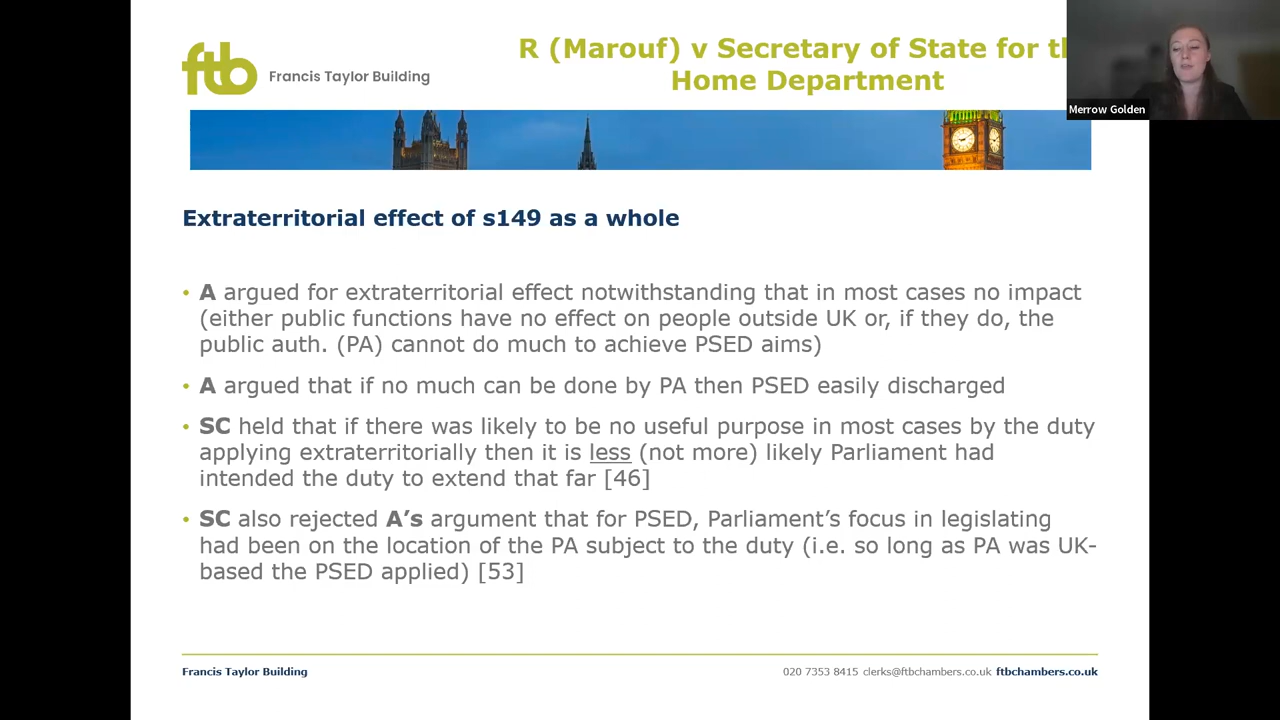 ftb Francis Taylor Building
R (Marouf) v Secretary of State for th
Home Department
Merrow Golden
Extraterritorial effect of s149 as a whole
• A argued for extraterritorial effect notwithstanding that in most cases no impact
(either public functions have no effect on people outside UK or, if they do, the
public auth. (PA) cannot do much to achieve PSED aims)
• A argued that if no much can be done by PA then PSED easily discharged
• SC held that if there was likely to be no useful purpose in most cases by the duty
applying extraterritorially then it is less (not more) likely Parliament had
intended the duty to extend that far [46]
• SC also rejected A’s argument that for PSED, Parliament’s focus in legislating
had been on the location of the PA subject to the duty (i.e. so long as PA was UK-
based the PSED applied) [53]
Francis Taylor Building
020 7353 8415 clerks@ftbchambers.co.uk ftbchambers.co.uk